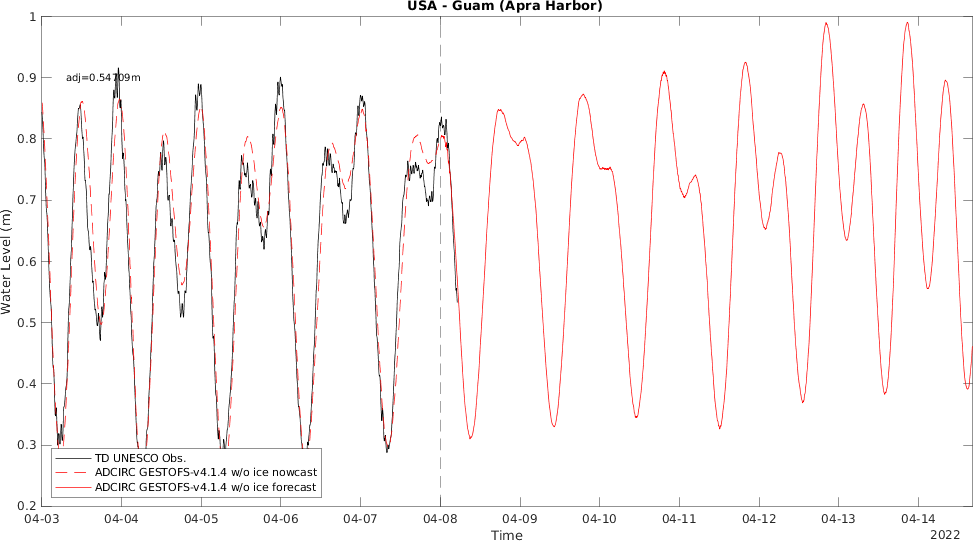 USA - Guam (Apra Harbor)
1
0.9
0.8
0.7
0.6
0.5
0.4
0.3
0.2
Water Level (m)
adj=0.54709m
TD UNESCO Obs.
ADCIRC GESTOFS-v4.1.4 w/o ice nowcast
ADCIRC GESTOFS-v4.1.4 w/o ice forecast
04-03 04-04 04-05 04-06 04-07 04-08 04-09 04-10 04-11 04-12 04-13 04-14
Time
2022